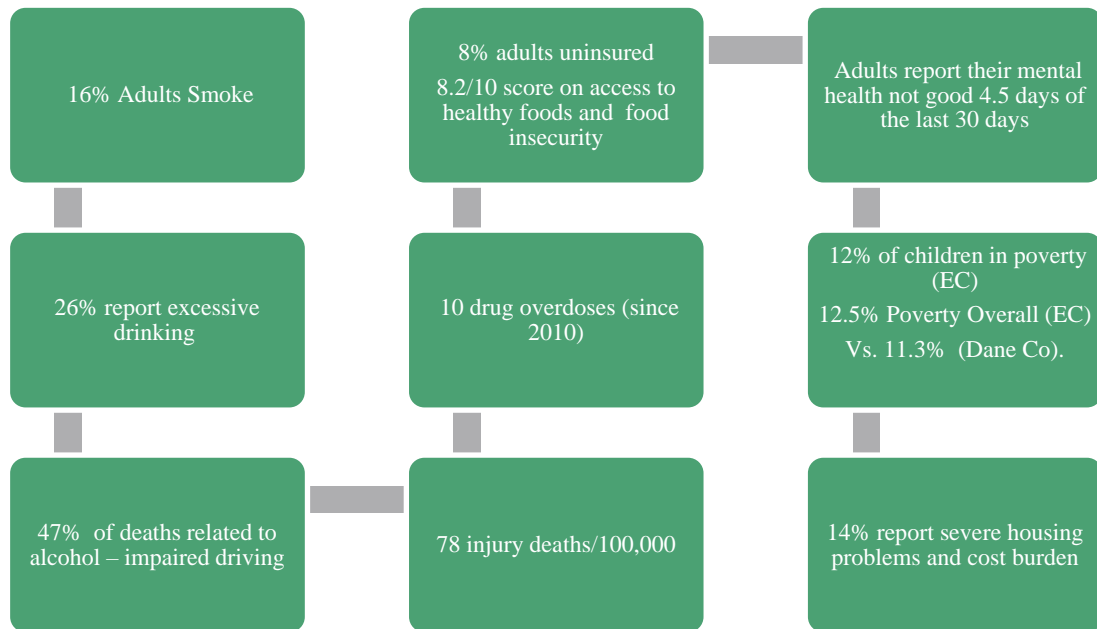 16% Adults Smoke
26% report excessive
drinking
47%  of deaths related to
alcohol – impaired driving
78 injury deaths/100,000
10 drug overdoses (since
2010)
8% adults uninsured
8.2/10 score on access to
healthy foods and  food
insecurity
Adults report their mental
health not good 4.5 days of
the last 30 days
12% of children in poverty
(EC)
12.5% Poverty Overall (EC)
Vs. 11.3%  (Dane Co).
14% report severe housing
problems and cost burden